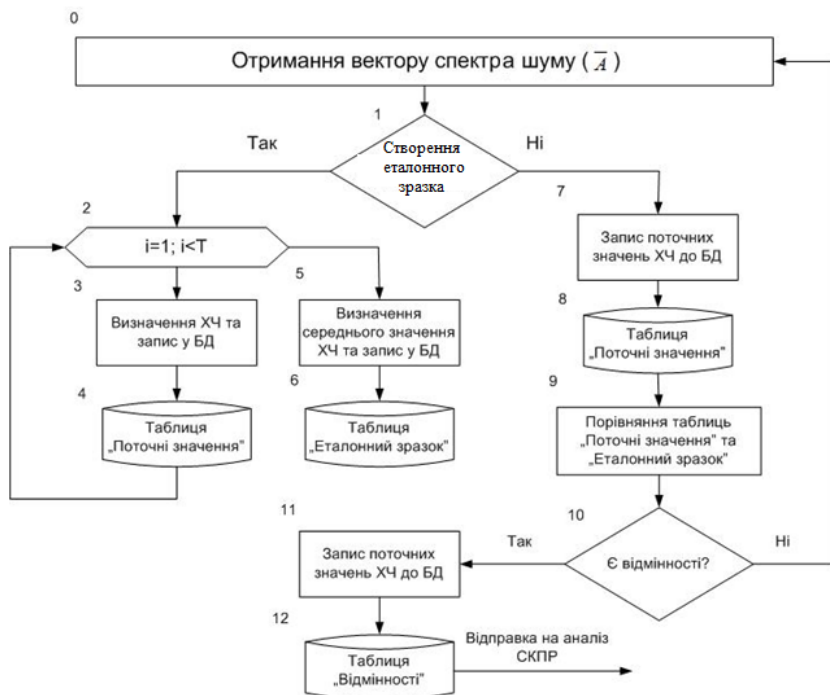 0
Отримання вектору спектра шуму ( A )
1
Так
Створення
еталонного
зразка
Ні
7
2
i=1; i<T
5
Запис поточних
значень ХЧ до БД
3
Визначення ХЧ та
запис у БД
Визначення
середнього значення
ХЧ та запис у БД
8
Таблиця
„Поточні значення”
4
6
9
Таблиця
„Поточні значення”
Таблиця
„Еталонний зразок”
Порівняння таблиць
„Поточні значення” та
„Еталонний зразок”
11
10
Запис поточних
значень ХЧ до БД
Так
Є відмінності?
Ні
12
Таблиця
„Відмінності”
Відправка на аналіз
СКПР